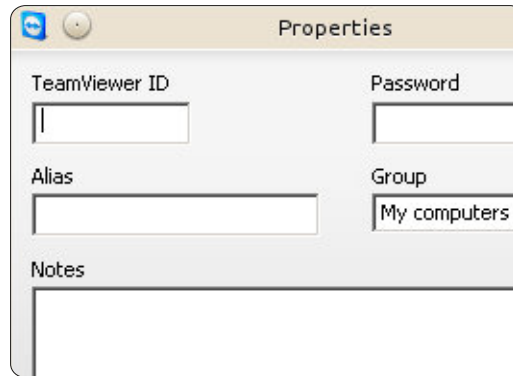 Properties
TeamViewer ID
Password
Alias
Group
My computers
Notes